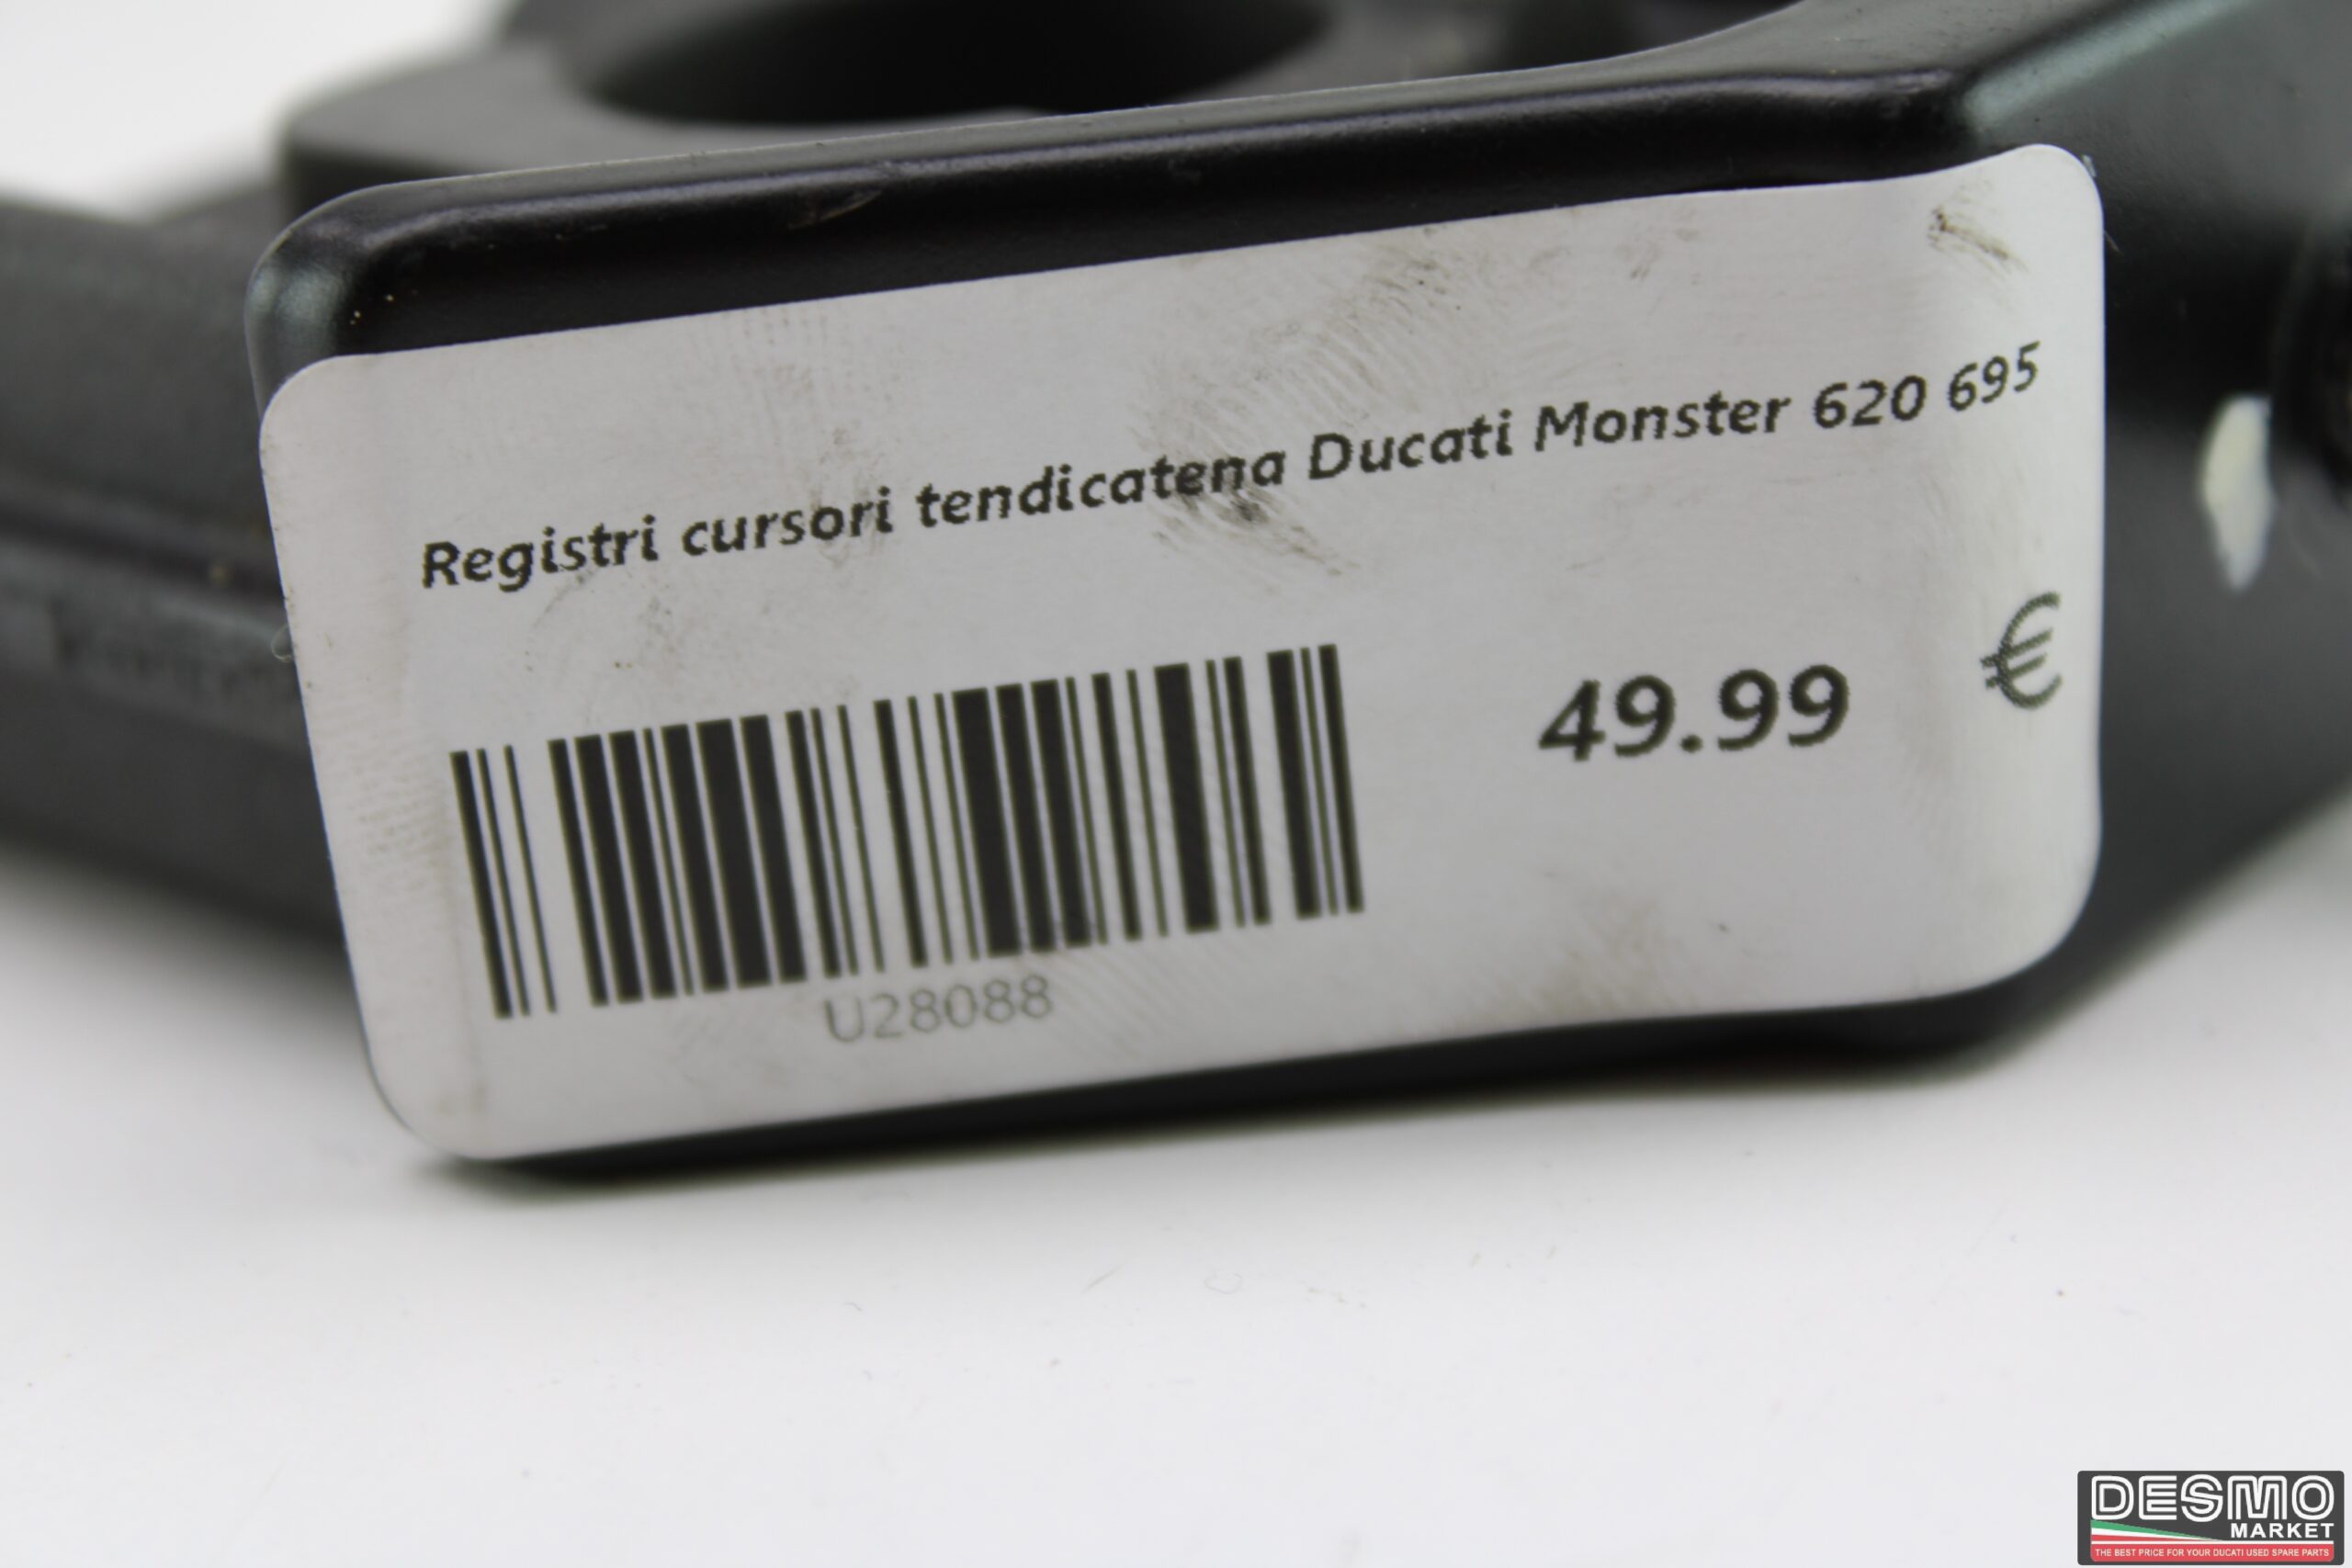 Registri cursori tendicatena Ducati Monster 620 695
49.99 €
U28088
DESMO
MARKET
THE BEST PRICE FOR YOUR DUCATI USED SPARE PARTS